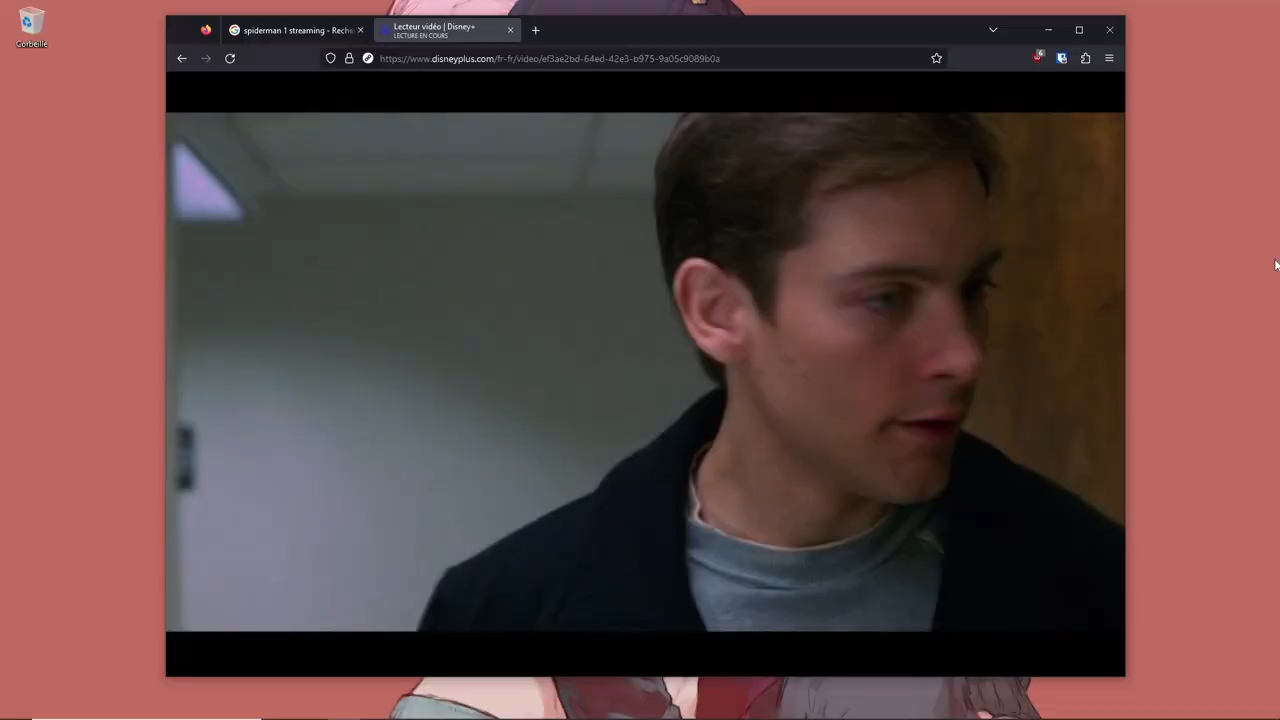 Corbeille
spiderman 1 streaming - Reche
Lecteur vidéo | Disney+
LECTURE EN COURS
https://www.disneyplus.com/fr-fr/video/ef3ae2bd-64ed-42e3-b975-9a05c9089b0a
6